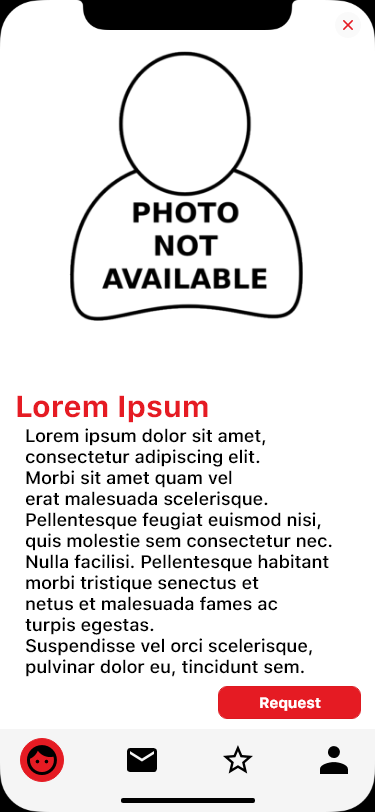 PHOTO
NOT
AVAILABLE
Lorem Ipsum
Lorem ipsum dolor sit amet,
consectetur adipiscing elit.
Morbi sit amet quam vel
erat malesuada scelerisque.
Pellentesque feugiat euismod nisi,
quis molestie sem consectetur nec.
Nulla facilisi. Pellentesque habitant
morbi tristique senectus et
netus et malesuada fames ac
turpis egestas.
Suspendisse vel orci scelerisque,
pulvinar dolor eu, tincidunt sem.
Request